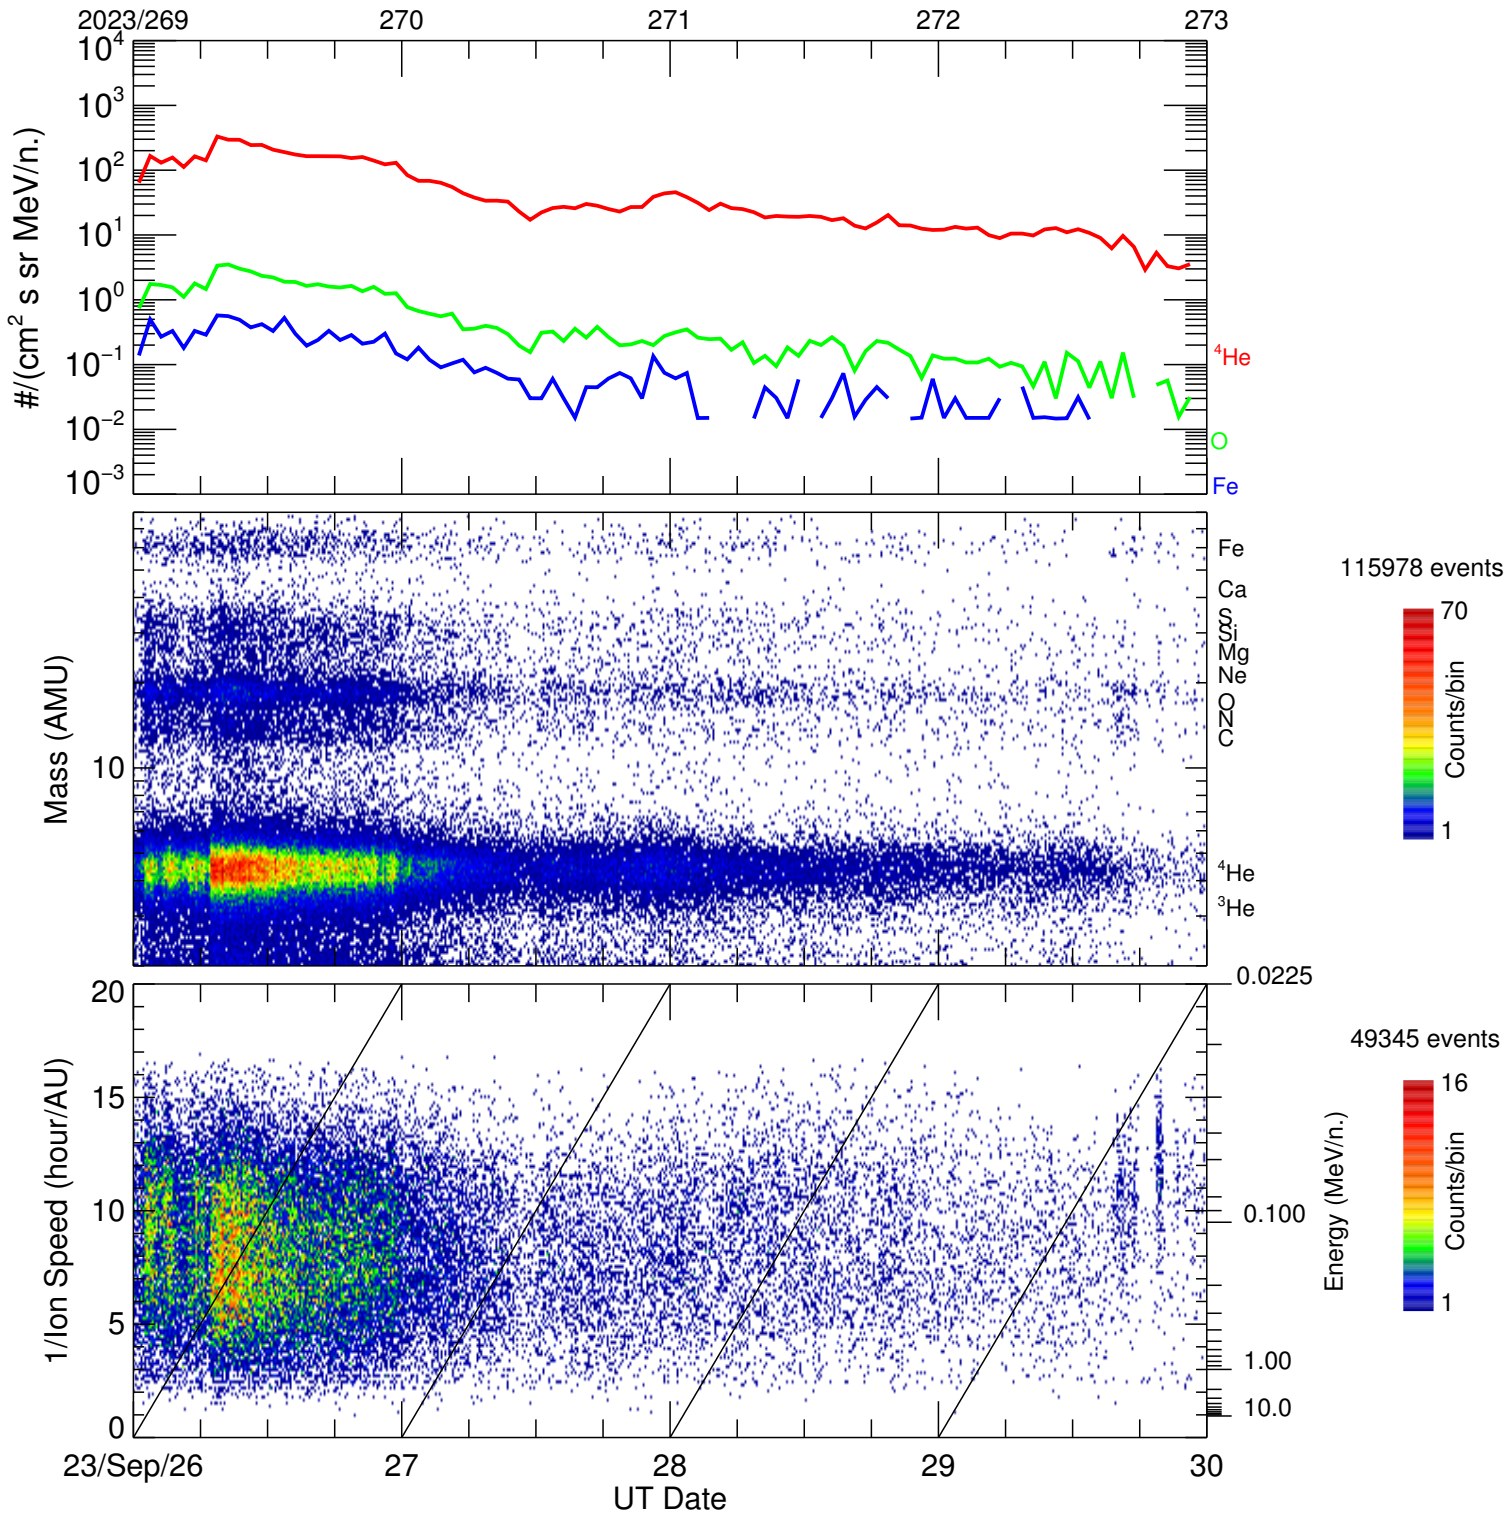 2023/269 270 271 272 273
10⁴
10³
10²
10¹
10⁰
10⁻¹
10⁻²
10⁻³
#/(cm² s sr MeV/n.)
⁴He
O
Fe
Mass (AMU)
10
Fe
Ca
S
Si
Mg
Ne
O
N
C
⁴He
³He
115978 events
70
Counts/bin
1
1/Ion Speed (hour/AU)
20
15
10
5
0
0.0225
0.100
1.00
10.0
Energy (MeV/n.)
49345 events
16
Counts/bin
1
23/Sep/26 27 28 29 30
UT Date